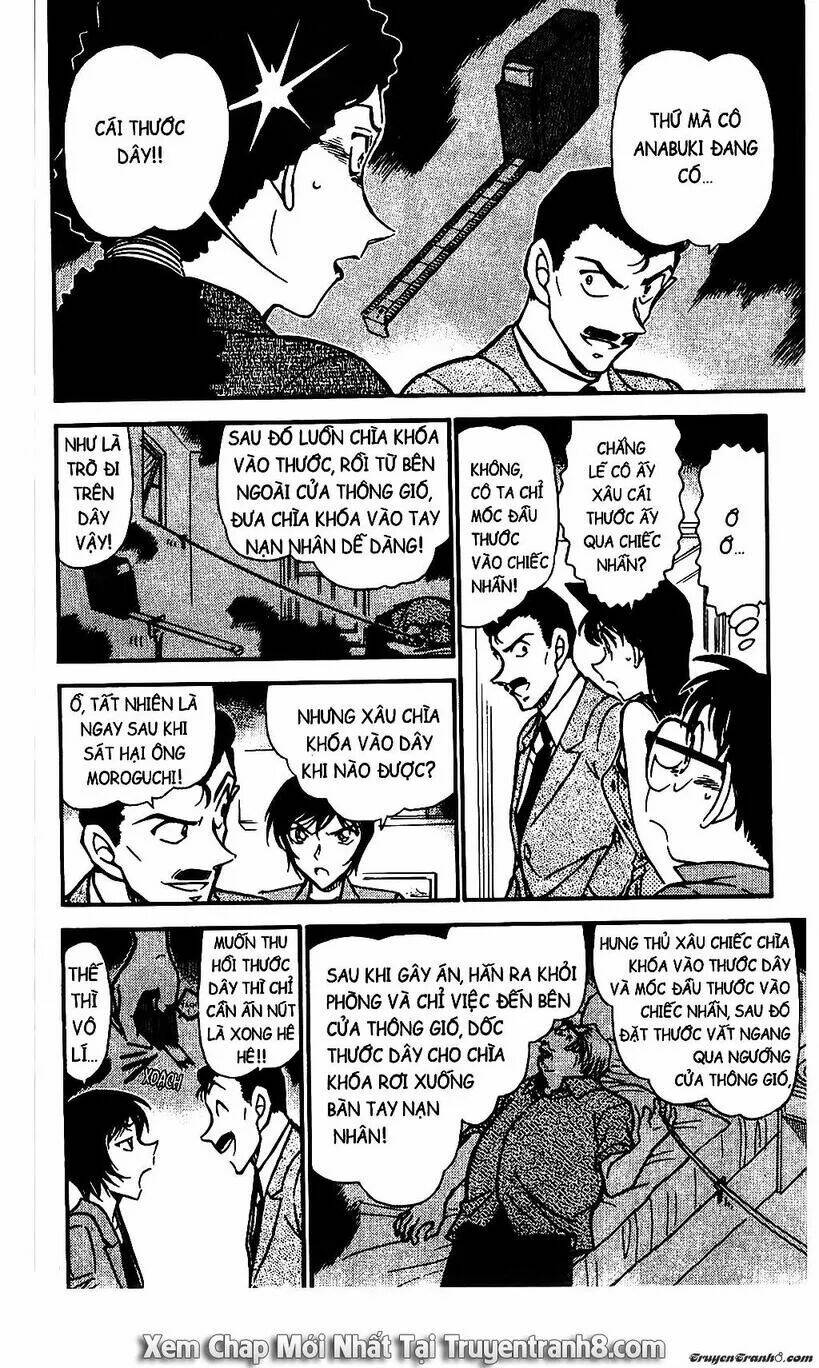 THỨ MÀ CÔ
ANABUKI ĐANG
CÓ...
CÁI THƯỚC
DÂY!!
Ơ
Ơ...
CHẲNG
LẼ CÔ ẤY
XÂU CÁI
THƯỚC ẤY
QUA CHIẾC
NHẪN?
KHÔNG,
CÔ TA CHỈ
MÓC ĐẦU
THƯỚC
VÀO CHIẾC
NHẪN!
SAU ĐÓ LUỒN CHÌA KHÓA
VÀO THƯỚC, RỒI TỪ BÊN
NGOÀI CỬA THÔNG GIÓ,
ĐƯA CHÌA KHÓA VÀO TAY
NẠN NHÂN DỄ DÀNG!
NHƯ LÀ
TRÒ ĐI
TRÊN
DÂY
VẬY!
NHƯNG XÂU CHÌA
KHÓA VÀO DÂY
KHI NÀO ĐƯỢC?
Ồ, TẤT NHIÊN LÀ
NGAY SAU KHI
SÁT HẠI ÔNG
MOROGUCHI!
HUNG THỦ XÂU CHIẾC CHÌA
KHÓA VÀO THƯỚC DÂY
VÀ MÓC ĐẦU THƯỚC VÀO
CHIẾC NHẪN, SAU ĐÓ
ĐẶT THƯỚC VẮT NGANG
QUA NGƯỠNG
CỬA THÔNG GIÓ,
SAU KHI GÂY ÁN, HẮN RA KHỎI
PHÒNG VÀ CHỈ VIỆC ĐẾN BÊN
CỬA THÔNG GIÓ, DỐC
THƯỚC DÂY CHO CHÌA
KHÓA RƠI XUỐNG
BÀN TAY NẠN
NHÂN!
MUỐN THU
HỒI THƯỚC
DÂY THÌ CHỈ
CẦN ẤN NÚT
LÀ XONG HÊ
HÊ!!
XOẠCH
THẾ
THÌ
VÔ
LÍ...
Xem Chap Mới Nhất Tại Truyentranh8.com
TruyenTranh8.com